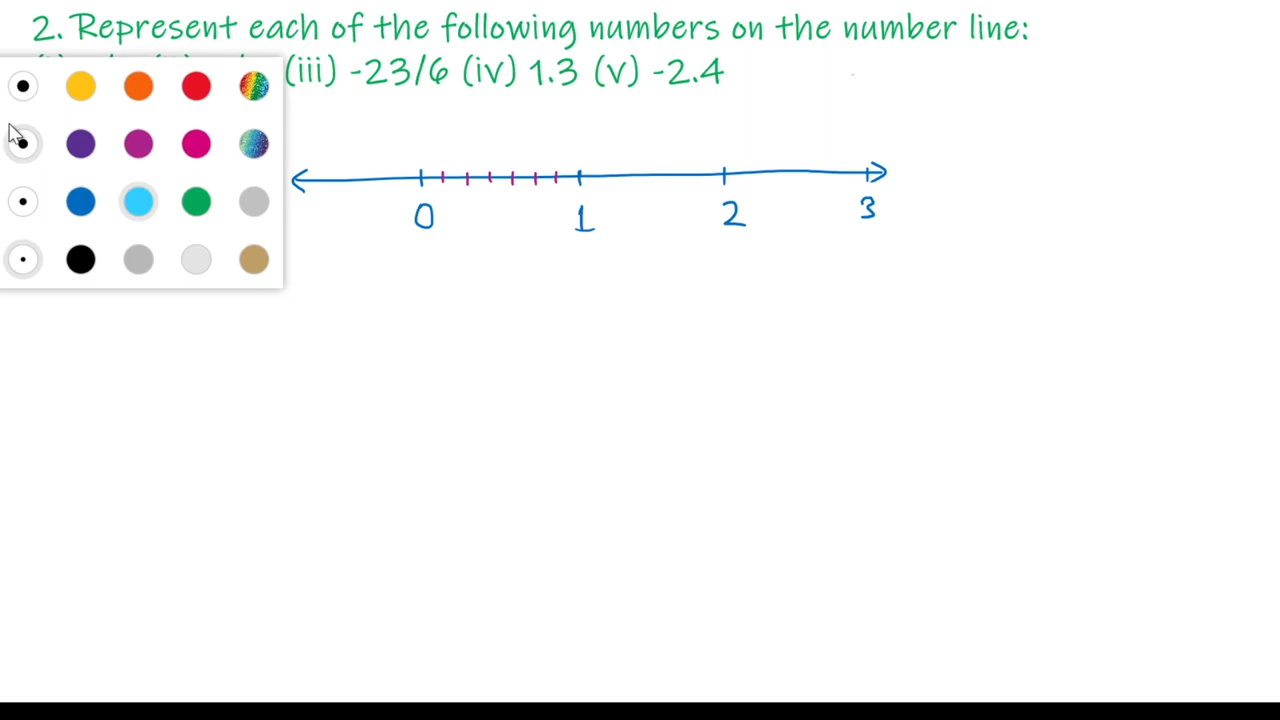 2. Represent each of the following numbers on the number line:
(iii) -23/6 (iv) 1.3 (v) -2.4
0 1 2 3